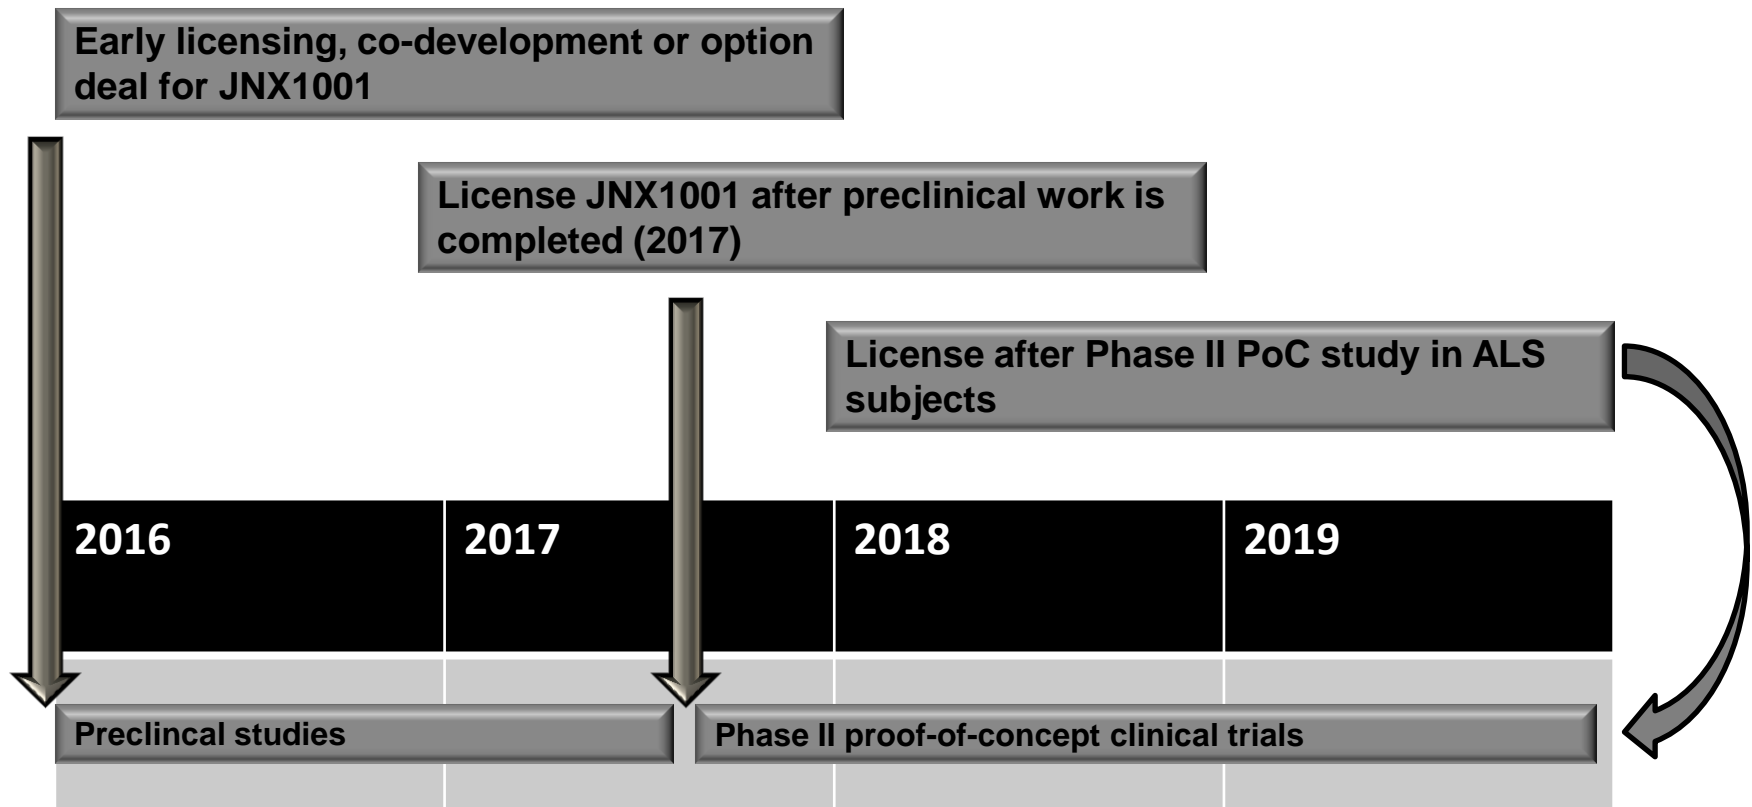 Early licensing, co-development or option
deal for JNX1001
License JNX1001 after preclinical work is
completed (2017)
License after Phase II PoC study in ALS
subjects
2016
2017
2018
2019
Preclincal studies
Phase II proof-of-concept clinical trials